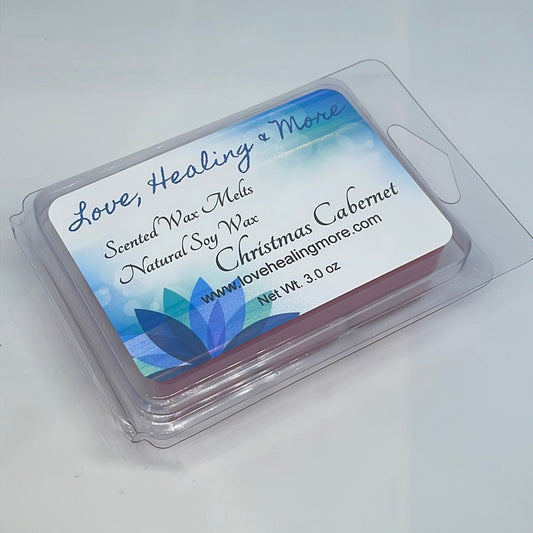 Love, Healing & More
Scented Wax Melts
Natural Soy Wax
Christmas Cabernet
www.lovehealingmore.com
Net Wt. 3.0 oz